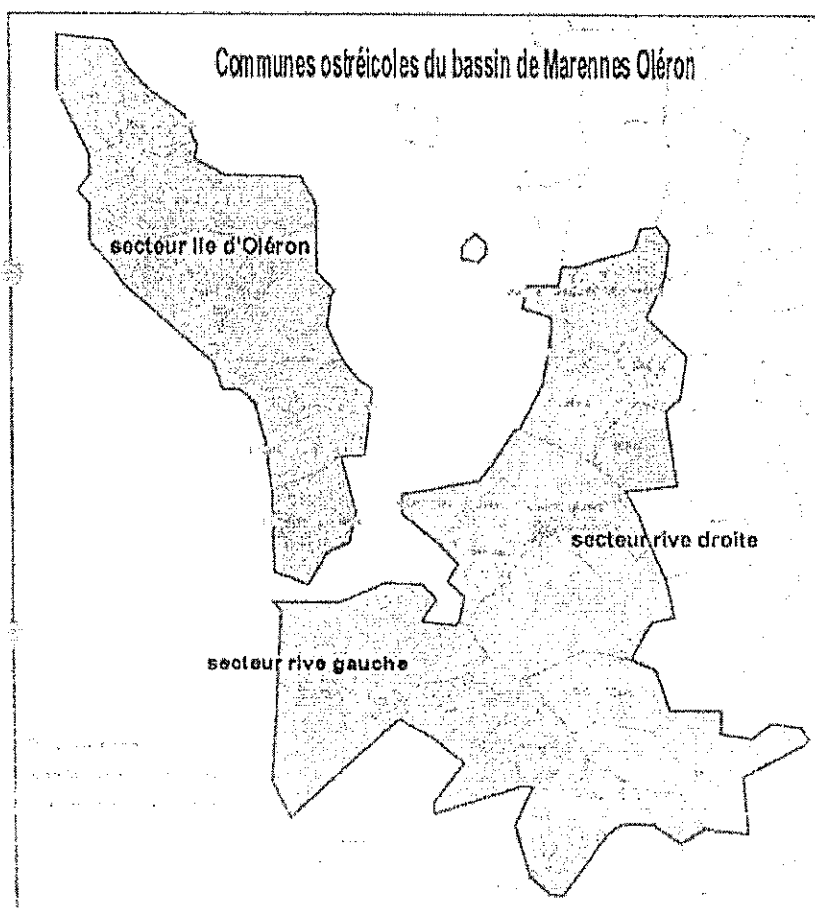 Communes ostréicoles du bassin de Marennes Oléron
secteur Ile d'Oléron
secteur rive droite
secteur rive gauche